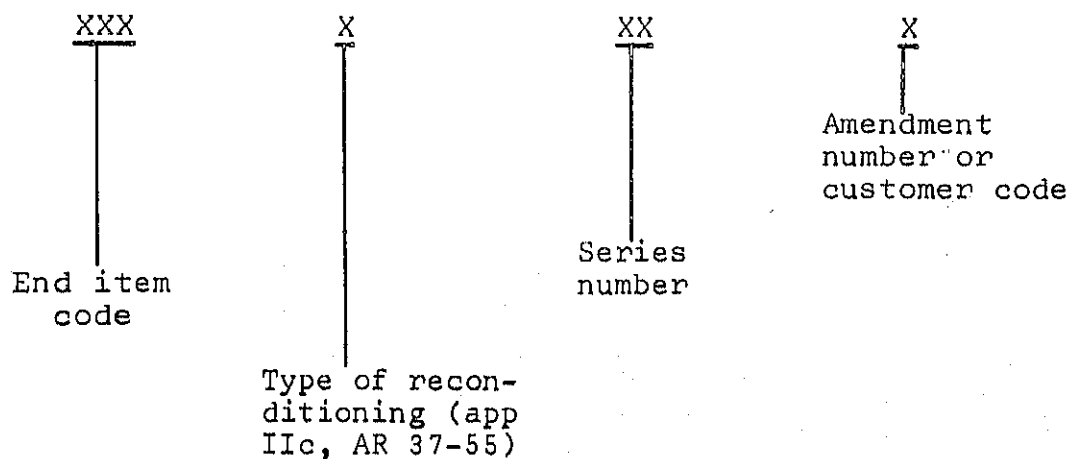 XXX X XX X
Amendment
number or
customer code
Series
number
End item
code
Type of recon-
ditioning (app
IIc, AR 37-55)